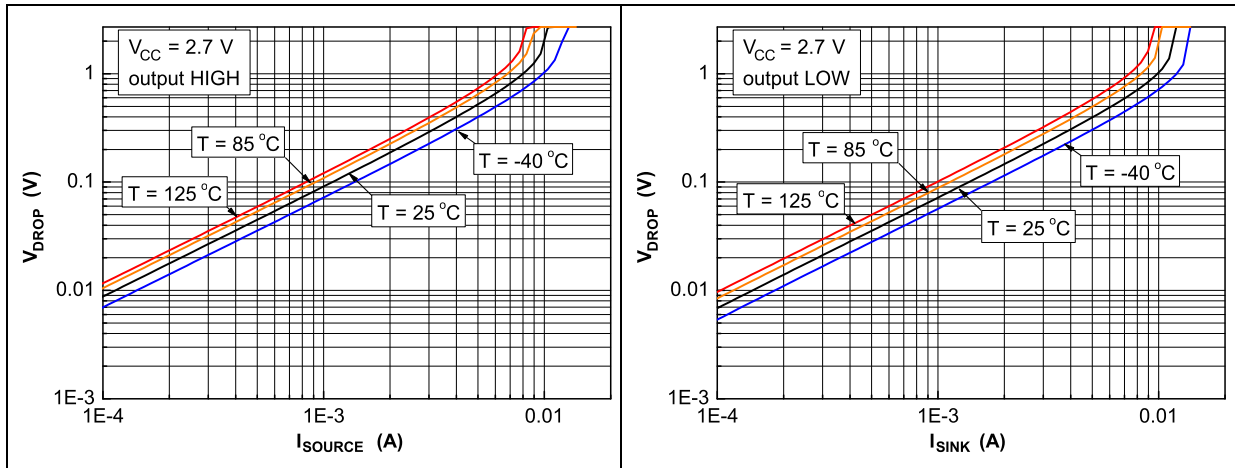 V_CC = 2.7 V
output HIGH
1
0.1
0.01
1E-3
V_DROP (V)
T = 85 °C
T = -40 °C
T = 125 °C
T = 25 °C
1E-4
1E-3
0.01
I_SOURCE (A)
V_CC = 2.7 V
output LOW
1
0.1
0.01
1E-3
V_DROP (V)
T = 85 °C
T = -40 °C
T = 125 °C
T = 25 °C
1E-4
1E-3
0.01
I_SINK (A)